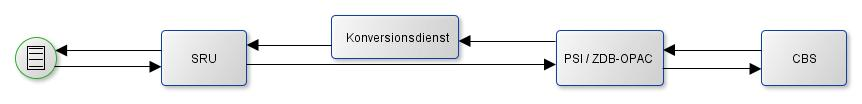 SRU
Konversionsdienst
PSI / ZDB-OPAC
CBS